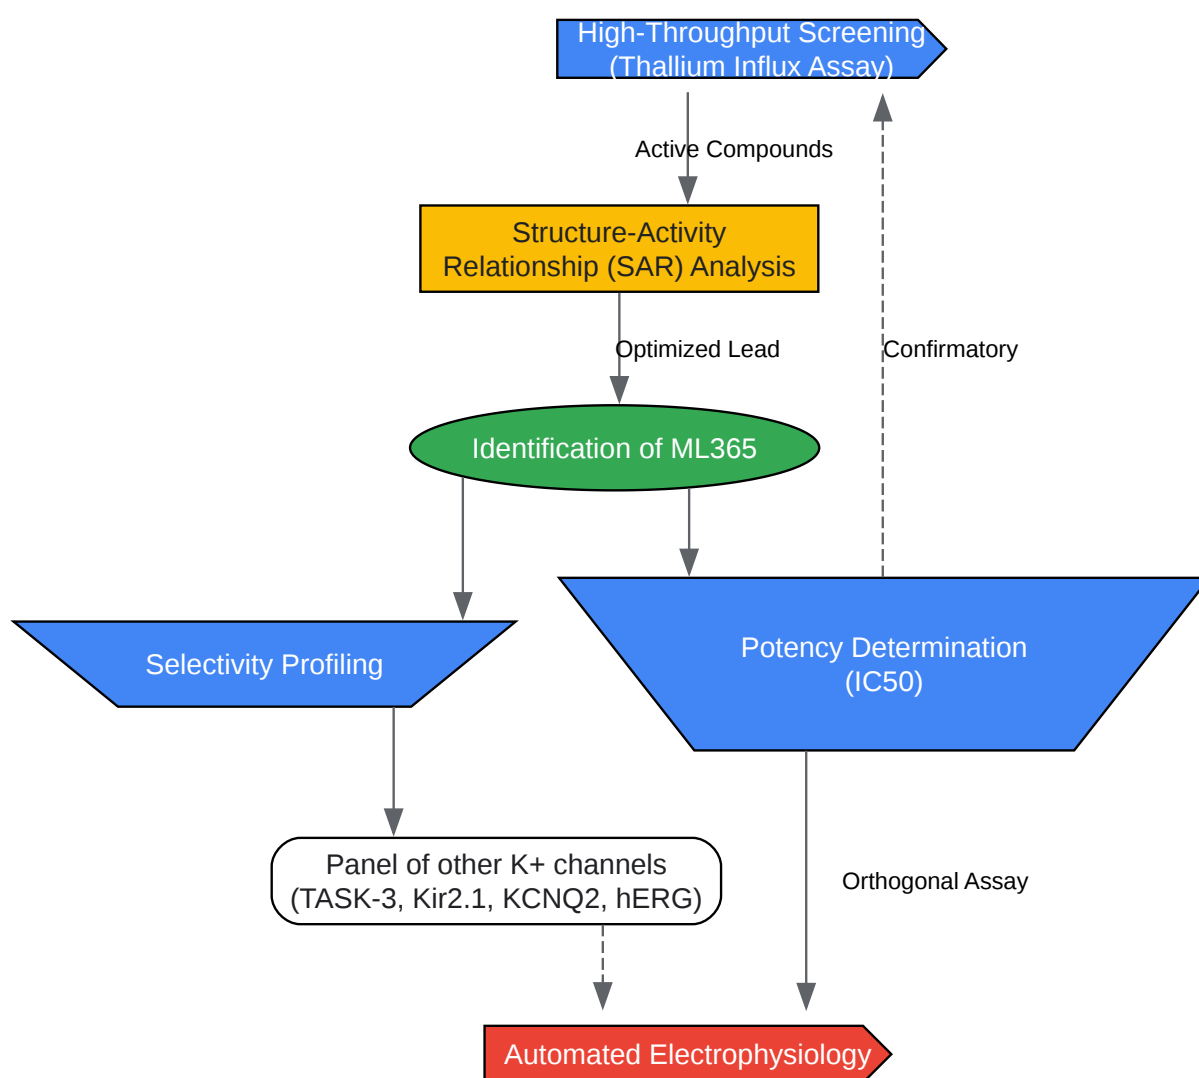 High-Throughput Screening
(Thallium Influx Assay)
Active Compounds
Structure-Activity
Relationship (SAR) Analysis
Optimized Lead
Confirmatory
Identification of ML365
Selectivity Profiling
Potency Determination
(IC50)
Panel of other K+ channels
(TASK-3, Kir2.1, KCNQ2, hERG)
Orthogonal Assay
Automated Electrophysiology